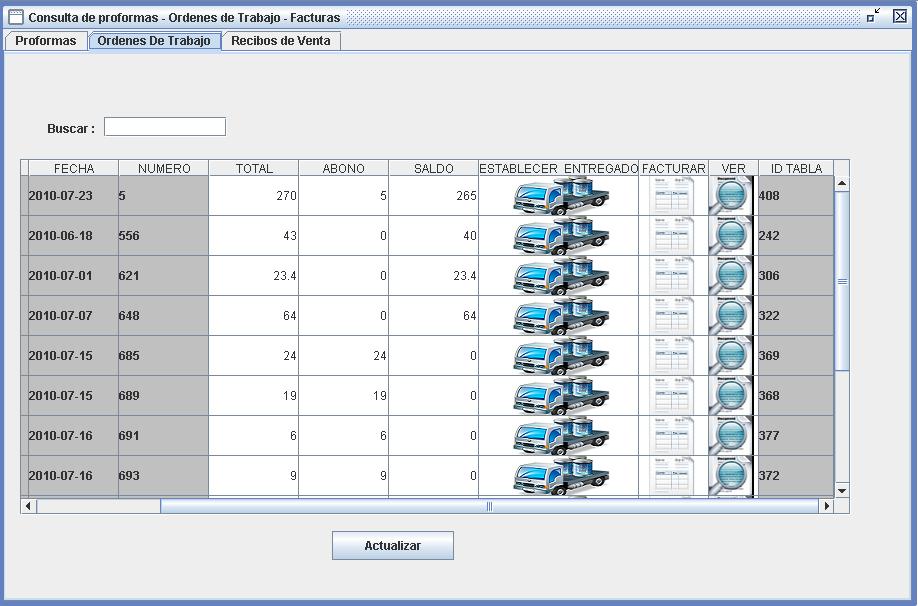 Consulta de proformas - Ordenes de Trabajo - Facturas
Proformas Ordenes De Trabajo Recibos de Venta
Buscar :
FECHA NUMERO TOTAL ABONO SALDO ESTABLECER ENTREGADO FACTURAR VER ID TABLA
2010-07-23 5 270 5 265 408
2010-06-18 556 43 0 40 242
2010-07-01 621 23.4 0 23.4 306
2010-07-07 648 64 0 64 322
2010-07-15 685 24 24 0 369
2010-07-15 689 19 19 0 368
2010-07-16 691 6 6 0 377
2010-07-16 693 9 9 0 372
Actualizar